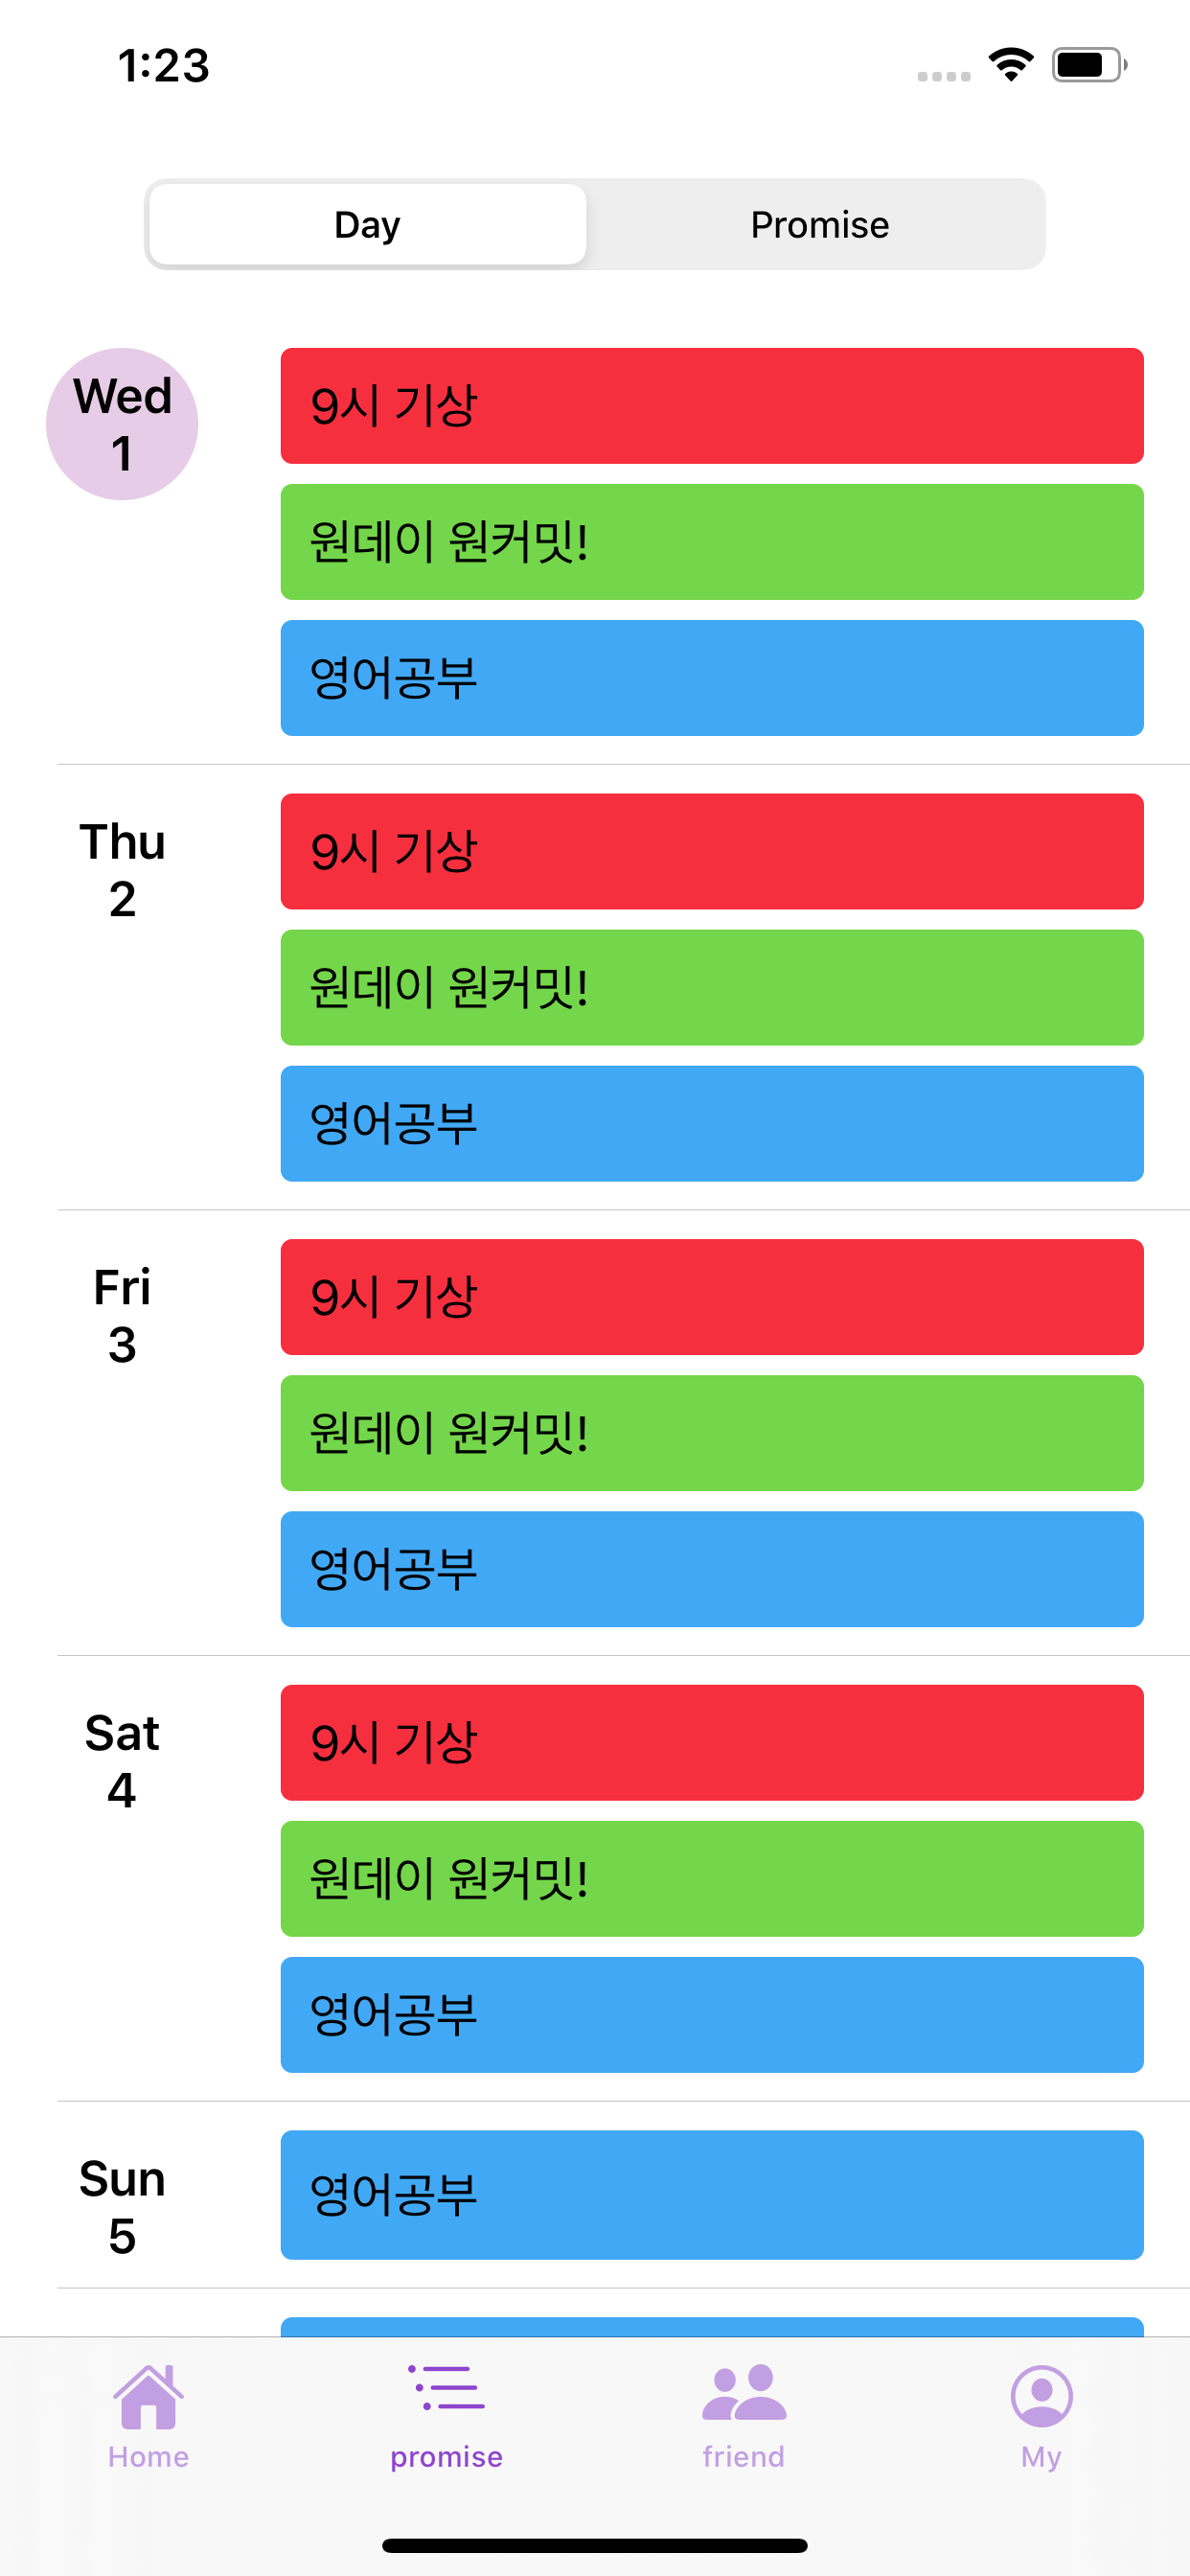 1:23
Day
Promise
Wed
1
9시 기상
원데이 원커밋!
영어공부
Thu
2
9시 기상
원데이 원커밋!
영어공부
Fri
3
9시 기상
원데이 원커밋!
영어공부
Sat
4
9시 기상
원데이 원커밋!
영어공부
Sun
5
영어공부
Home
promise
friend
My